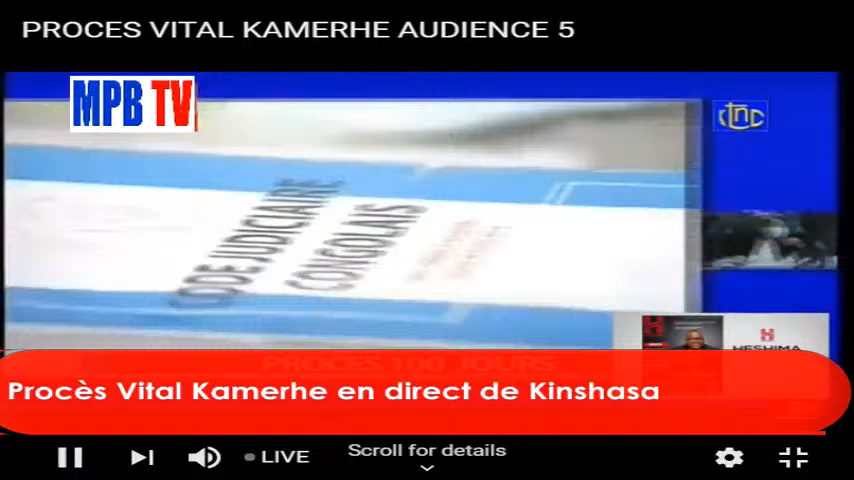 PROCES VITAL KAMERHE AUDIENCE 5
MPB TV
CODE JUDICIAIRE
CONGOLAIS
HESHIMA
PROCES 100 JOURS
Procès Vital Kamerhe en direct de Kinshasa
LIVE
Scroll for details